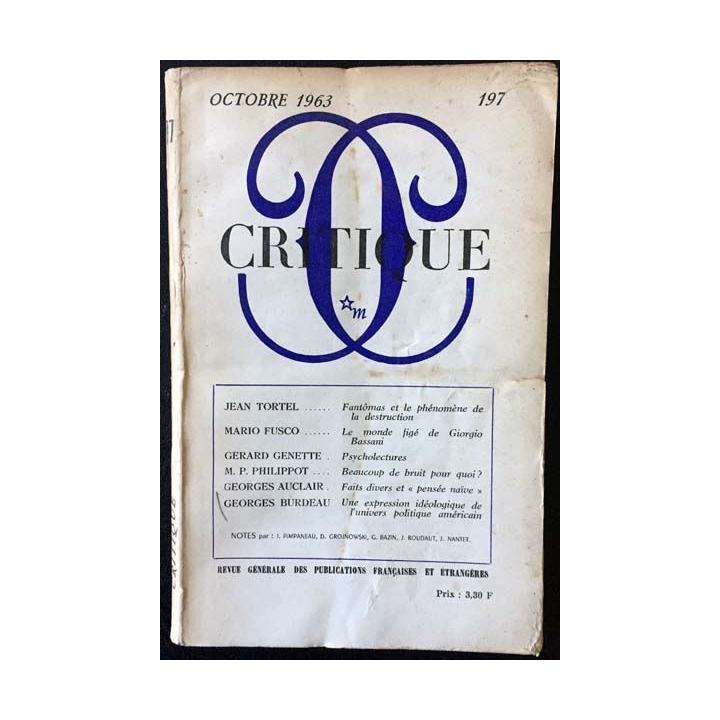 OCTOBRE 1963 197
CRITIQUE
m
JEAN TORTEL ...... Fantômas et le phénomène de
la destruction
MARIO FUSCO ...... Le monde figé de Giorgio
Bassani
GERARD GENETTE . Psycholectures
M. P. PHILIPPOT .... Beaucoup de bruit pour quoi ?
GEORGES AUCLAIR . Faits divers et « pensée naïve »
GEORGES BURDEAU Une expression idéologique de
l'univers politique américain
NOTES par : J. PIMPANEAU, D. GROJNOWSKI, G. BAZIN, J. ROUDAUT, J. NANTET.
REVUE GÉNÉRALE DES PUBLICATIONS FRANÇAISES ET ÉTRANGÈRES
Prix : 3,30 F
CRITIQUE